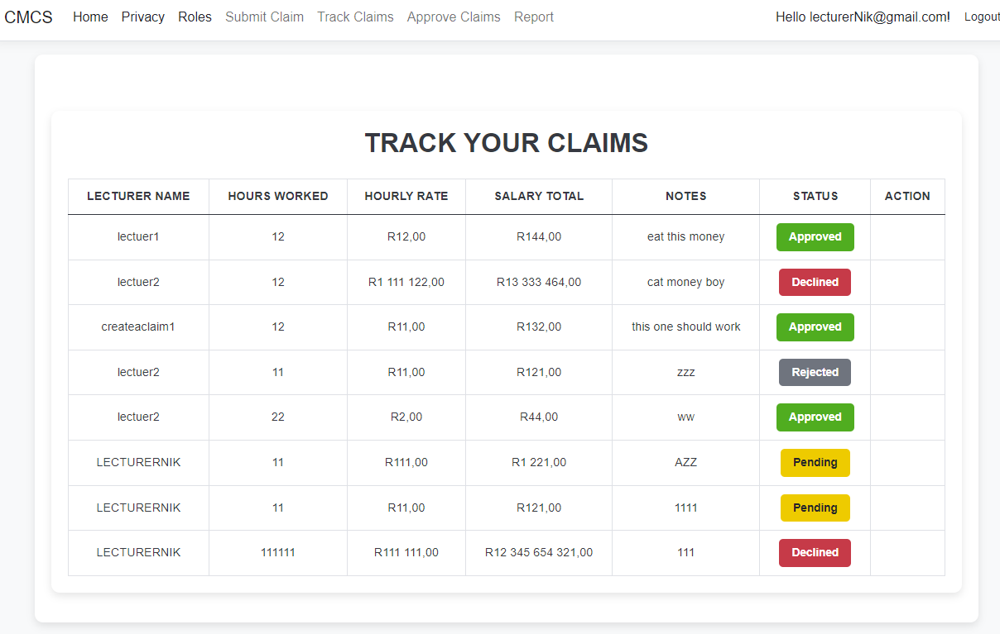 CMCS Home Privacy Roles Submit Claim Track Claims Approve Claims Report Hello lecturerNik@gmail.com! Logout
TRACK YOUR CLAIMS
LECTURER NAME HOURS WORKED HOURLY RATE SALARY TOTAL NOTES STATUS ACTION
lectuer1 12 R12,00 R144,00 eat this money Approved
lectuer2 12 R1 111 122,00 R13 333 464,00 cat money boy Declined
createaclaim1 12 R11,00 R132,00 this one should work Approved
lectuer2 11 R11,00 R121,00 zzz Rejected
lectuer2 22 R2,00 R44,00 ww Approved
LECTURERNIK 11 R111,00 R1 221,00 AZZ Pending
LECTURERNIK 11 R11,00 R121,00 1111 Pending
LECTURERNIK 111111 R111 111,00 R12 345 654 321,00 111 Declined